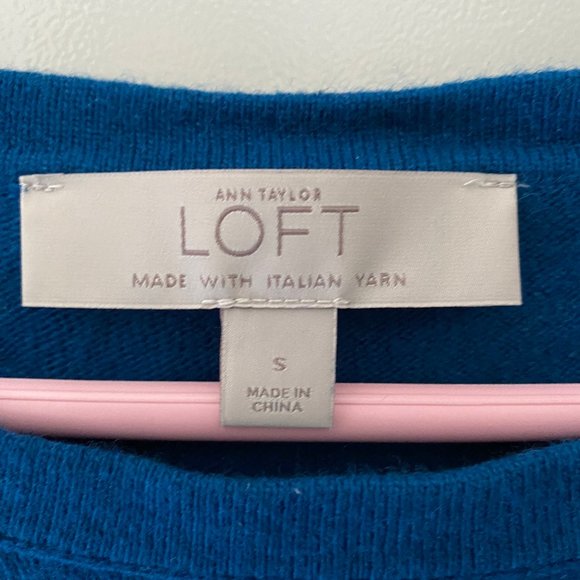 ANN TAYLOR
LOFT
MADE WITH ITALIAN YARN
S
MADE IN
CHINA